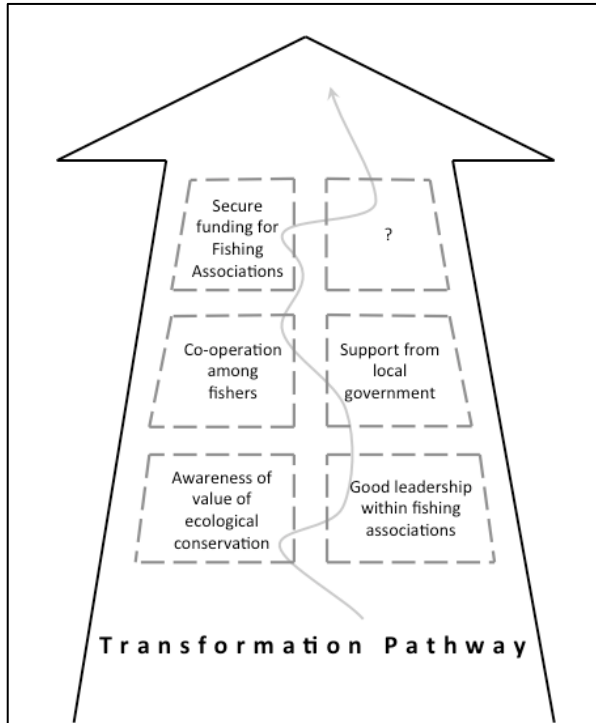 Secure
funding for
Fishing
Associations
?
Co-operation
among
fishers
Support from
local
government
Awareness of
value of
ecological
conservation
Good leadership
within fishing
associations
Transformation Pathway